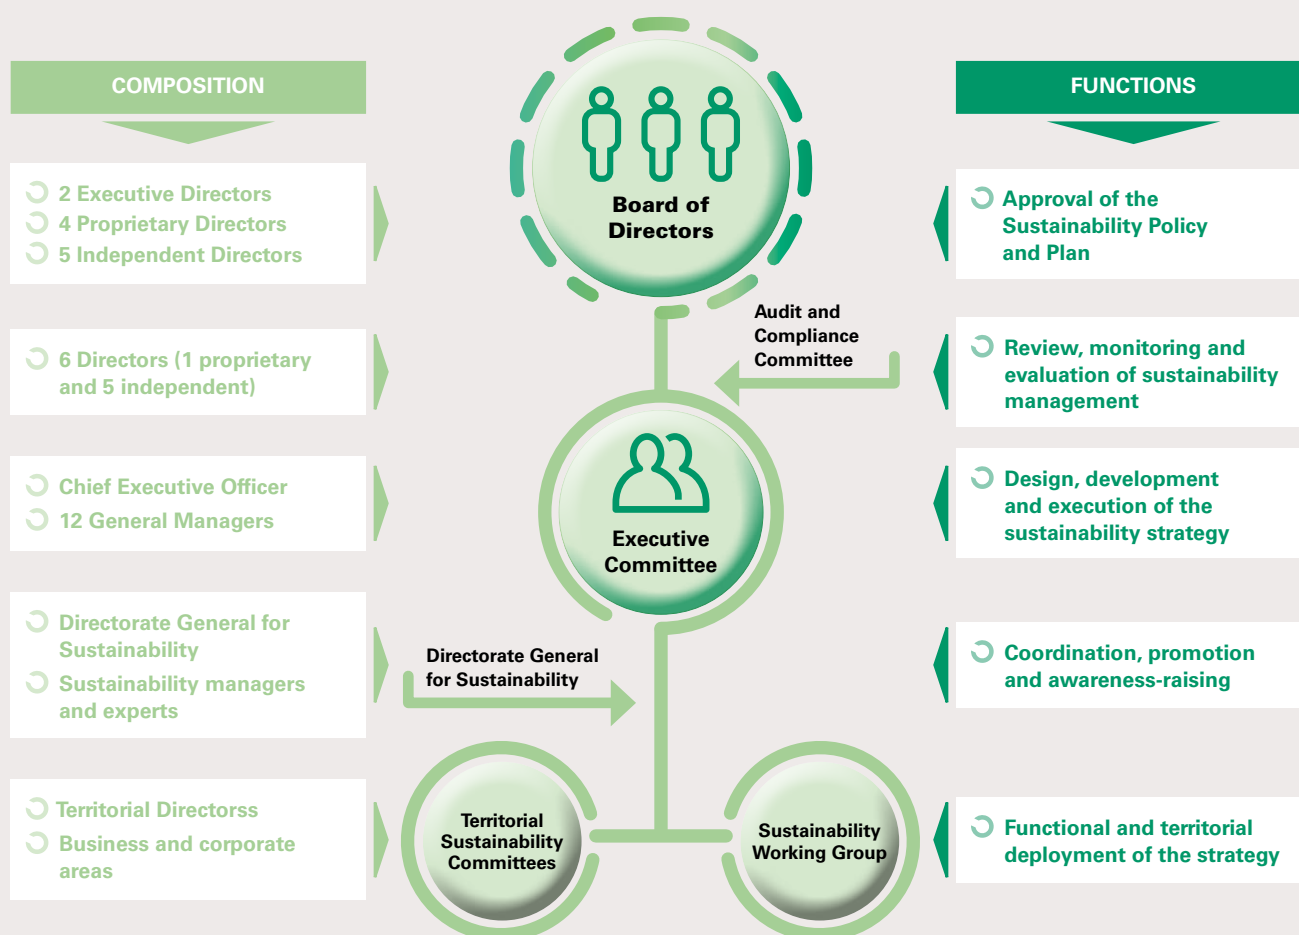 COMPOSITION
2 Executive Directors
4 Proprietary Directors
5 Independent Directors
6 Directors (1 proprietary
and 5 independent)
Chief Executive Officer
12 General Managers
Directorate General for
Sustainability
Sustainability managers
and experts
Territorial Directorss
Business and corporate
areas
Board of
Directors
Audit and
Compliance
Committee
Executive
Committee
Directorate General
for Sustainability
Territorial
Sustainability
Committees
Sustainability
Working Group
FUNCTIONS
Approval of the
Sustainability Policy
and Plan
Review, monitoring and
evaluation of sustainability
management
Design, development
and execution of the
sustainability strategy
Coordination, promotion
and awareness-raising
Functional and territorial
deployment of the strategy